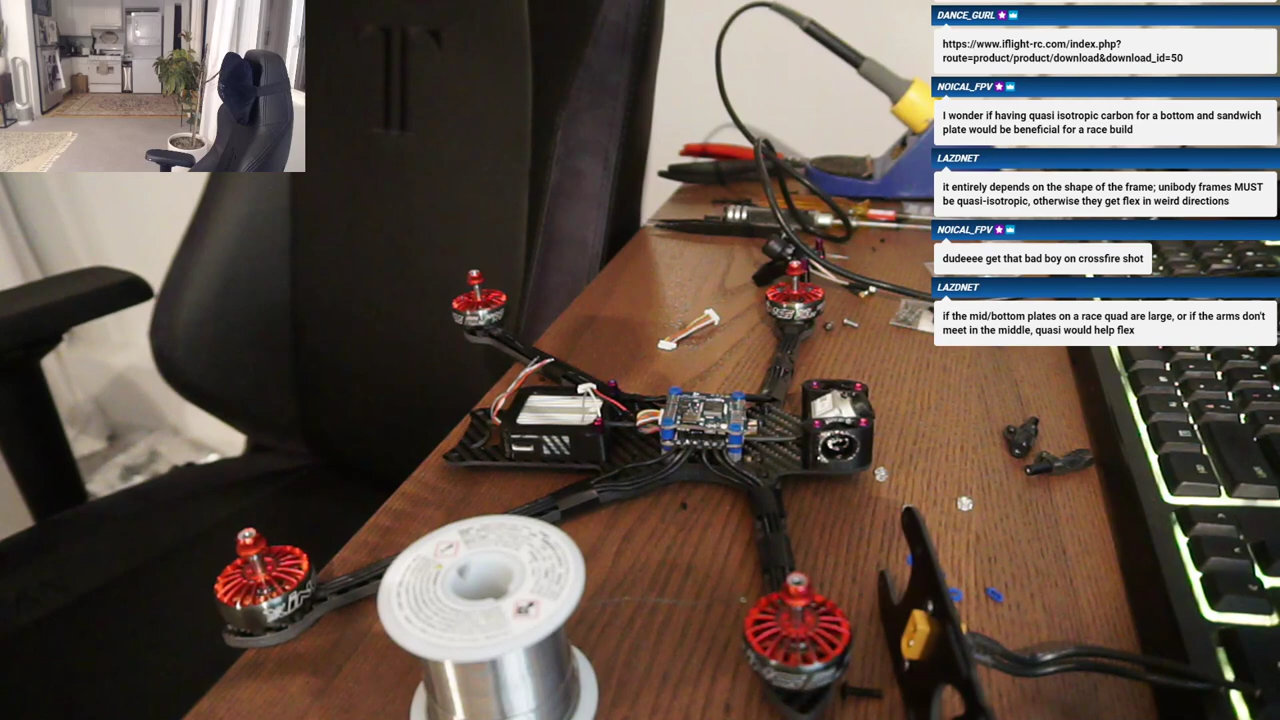 DANCE_GURL
https://www.iflight-rc.com/index.php?
route=product/product/download&download_id=50
NOICAL_FPV
I wonder if having quasi isotropic carbon for a bottom and sandwich
plate would be beneficial for a race build
LAZDNET
it entirely depends on the shape of the frame; unibody frames MUST
be quasi-isotropic, otherwise they get flex in weird directions
NOICAL_FPV
dudeeee get that bad boy on crossfire shot
LAZDNET
if the mid/bottom plates on a race quad are large, or if the arms don't
meet in the middle, quasi would help flex